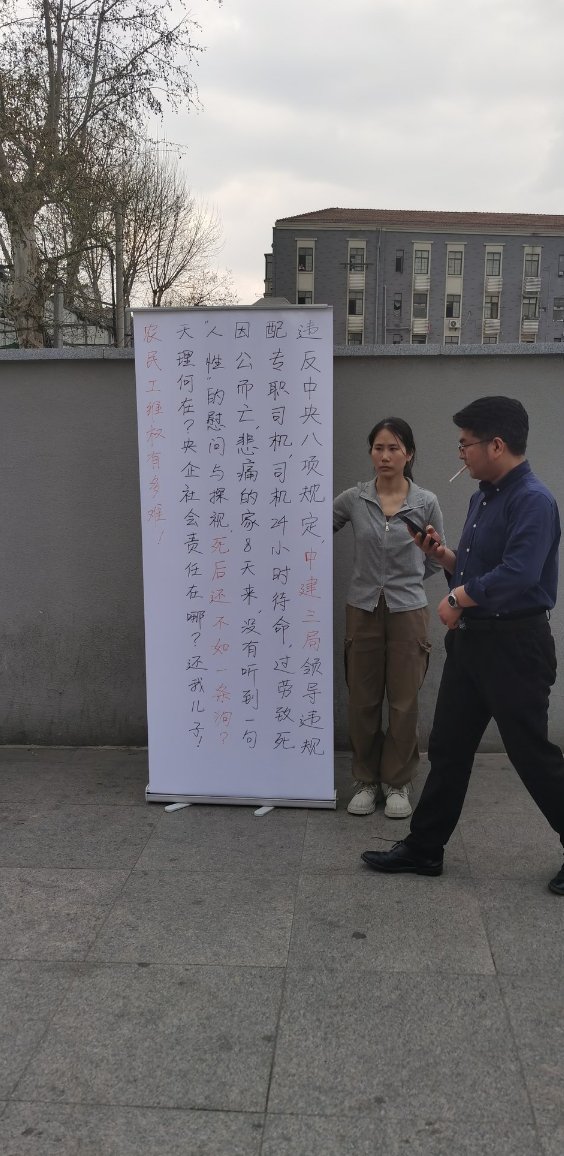 违反中央八项规定，中建三局领导违规
配专职司机，司机24小时待命，过劳致死
因公而亡，悲痛的家8天来，没有听到一句
“人性”的慰问与探视，死后还不如一条狗？
天理何在？央企社会责任在哪？还我儿子！
农民工维权有多难！